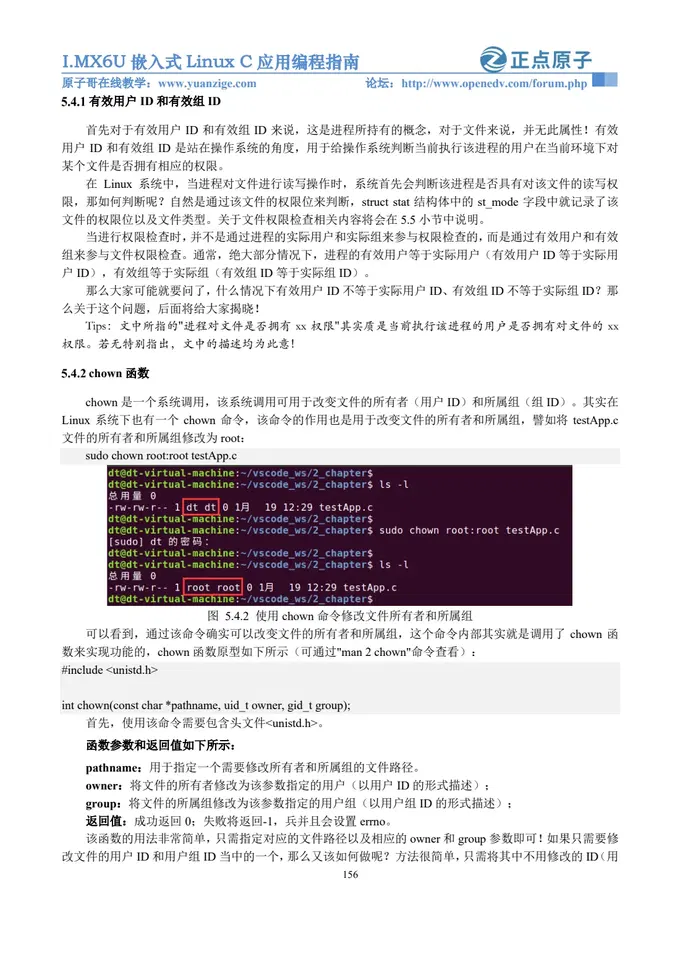 I.MX6U 嵌入式 Linux C 应用编程指南
正点原子
原子哥在线教学：www.yuanzige.com 论坛：http://www.openedv.com/forum.php
5.4.1 有效用户 ID 和有效组 ID
首先对于有效用户 ID 和有效组 ID 来说，这是进程所持有的概念，对于文件来说，并无此属性！有效
用户 ID 和有效组 ID 是站在操作系统的角度，用于给操作系统判断当前执行该进程的用户在当前环境下对
某个文件是否拥有相应的权限。
在 Linux 系统中，当进程对文件进行读写操作时，系统首先会判断该进程是否具有对该文件的读写权
限，那如何判断呢？自然是通过该文件的权限位来判断，struct stat 结构体中的 st_mode 字段中就记录了该
文件的权限位以及文件类型。关于文件权限检查相关内容将会在 5.5 小节中说明。
当进行权限检查时，并不是通过进程的实际用户和实际组来参与权限检查的，而是通过有效用户和有效
组来参与文件权限检查。通常，绝大部分情况下，进程的有效用户等于实际用户（有效用户 ID 等于实际用
户 ID），有效组等于实际组（有效组 ID 等于实际组 ID）。
那么大家可能就要问了，什么情况下有效用户 ID 不等于实际用户 ID、有效组 ID 不等于实际组 ID？那
么关于这个问题，后面将给大家揭晓！
Tips：文中所指的"进程对文件是否拥有 xx 权限"其实质是当前执行该进程的用户是否拥有对文件的 xx
权限。若无特别指出，文中的描述均为此意！
5.4.2 chown 函数
chown 是一个系统调用，该系统调用可用于改变文件的所有者（用户 ID）和所属组（组 ID）。其实在
Linux 系统下也有一个 chown 命令，该命令的作用也是用于改变文件的所有者和所属组，譬如将 testApp.c
文件的所有者和所属组修改为 root：
sudo chown root:root testApp.c
dt@dt-virtual-machine:~/vscode_ws/2_chapter$
dt@dt-virtual-machine:~/vscode_ws/2_chapter$ ls -l
总用量 0
-rw-rw-r-- 1 dt dt 0 1月 19 12:29 testApp.c
dt@dt-virtual-machine:~/vscode_ws/2_chapter$
dt@dt-virtual-machine:~/vscode_ws/2_chapter$ sudo chown root:root testApp.c
[sudo] dt 的密码：
dt@dt-virtual-machine:~/vscode_ws/2_chapter$
dt@dt-virtual-machine:~/vscode_ws/2_chapter$ ls -l
总用量 0
-rw-rw-r-- 1 root root 0 1月 19 12:29 testApp.c
dt@dt-virtual-machine:~/vscode_ws/2_chapter$
图 5.4.2 使用 chown 命令修改文件所有者和所属组
可以看到，通过该命令确实可以改变文件的所有者和所属组，这个命令内部其实就是调用了 chown 函
数来实现功能的，chown 函数原型如下所示（可通过"man 2 chown"命令查看）：
#include <unistd.h>
int chown(const char *pathname, uid_t owner, gid_t group);
首先，使用该命令需要包含头文件<unistd.h>。
函数参数和返回值如下所示：
pathname：用于指定一个需要修改所有者和所属组的文件路径。
owner：将文件的所有者修改为该参数指定的用户（以用户 ID 的形式描述）；
group：将文件的所属组修改为该参数指定的用户组（以用户组 ID 的形式描述）；
返回值：成功返回 0；失败将返回-1，兵并且会设置 errno。
该函数的用法非常简单，只需指定对应的文件路径以及相应的 owner 和 group 参数即可！如果只需要修
改文件的用户 ID 和用户组 ID 当中的一个，那么又该如何做呢？方法很简单，只需将其中不用修改的 ID（用
156